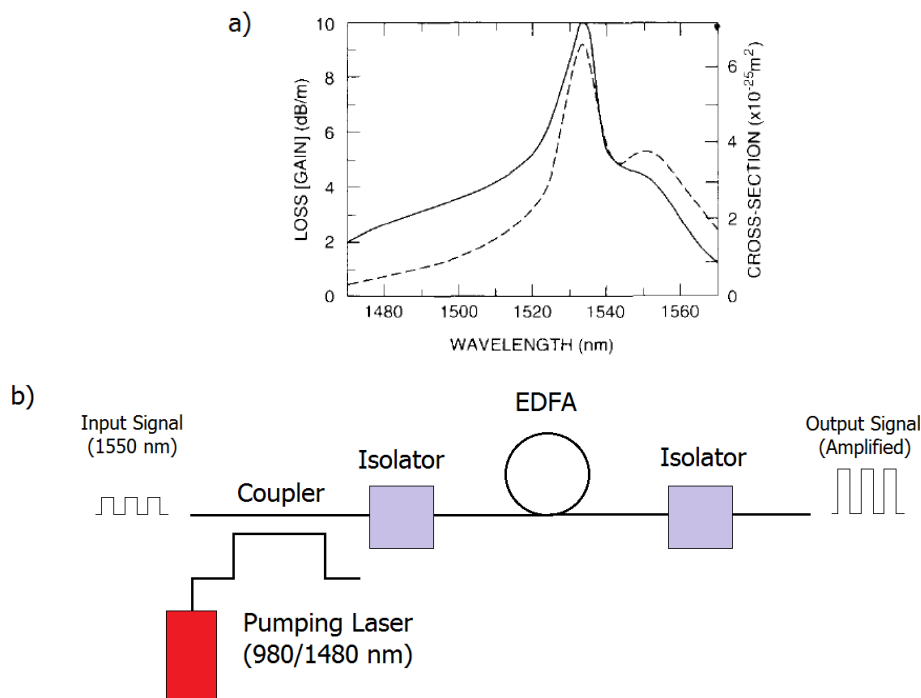 a)
LOSS [GAIN] (dB/m)
10
8
6
4
2
0
1480
1500
1520
1540
1560
WAVELENGTH (nm)
6
4
2
0
CROSS-SECTION (x10-25m2)
b)
Input Signal
(1550 nm)
Coupler
Isolator
EDFA
Isolator
Output Signal
(Amplified)
Pumping Laser
(980/1480 nm)